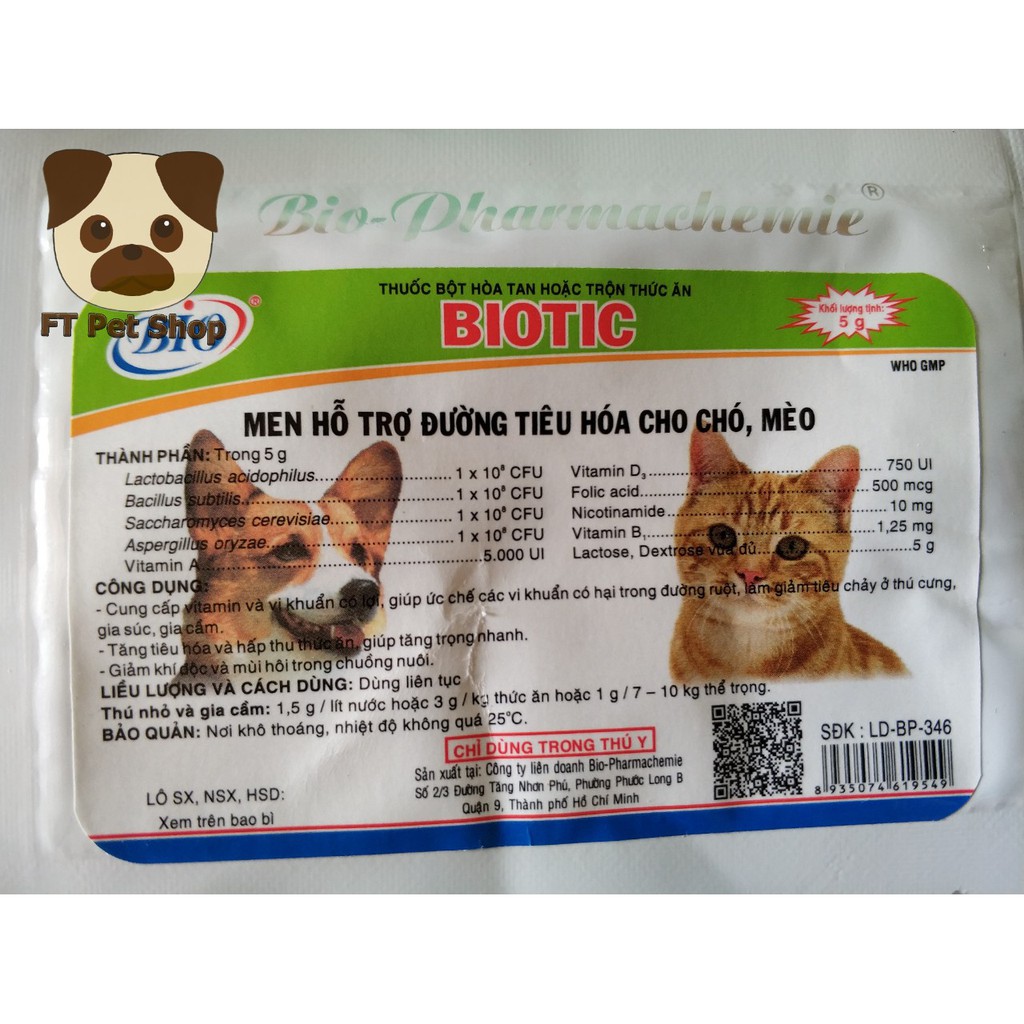 Bio-Pharmachemie®
FT Pet Shop
BIO®
THUỐC BỘT HÒA TAN HOẶC TRỘN THỨC ĂN
BIOTIC
Khối lượng tịnh:
5 g
WHO GMP
MEN HỖ TRỢ ĐƯỜNG TIÊU HÓA CHO CHÓ, MÈO
THÀNH PHẦN: Trong 5 g
Lactobacillus acidophilus........................1 x 10⁸ CFU
Bacillus subtilis........................1 x 10⁸ CFU
Saccharomyces cerevisiae........................1 x 10⁸ CFU
Aspergillus oryzae........................1 x 10⁸ CFU
Vitamin A........................5.000 UI
Vitamin D₃........................750 UI
Folic acid........................500 mcg
Nicotinamide........................10 mg
Vitamin B₁........................1,25 mg
Lactose, Dextrose vừa đủ........................5 g
CÔNG DỤNG:
- Cung cấp vitamin và vi khuẩn có lợi, giúp ức chế các vi khuẩn có hại trong đường ruột, làm giảm tiêu chảy ở thú cưng,
gia súc, gia cầm.
- Tăng tiêu hóa và hấp thu thức ăn, giúp tăng trọng nhanh.
- Giảm khí độc và mùi hôi trong chuồng nuôi.
LIỀU LƯỢNG VÀ CÁCH DÙNG: Dùng liên tục
Thú nhỏ và gia cầm: 1,5 g / lít nước hoặc 3 g / kg thức ăn hoặc 1 g / 7 – 10 kg thể trọng.
BẢO QUẢN: Nơi khô thoáng, nhiệt độ không quá 25°C.
CHỈ DÙNG TRONG THÚ Y
Sản xuất tại: Công ty liên doanh Bio-Pharmachemie
Số 2/3 Đường Tăng Nhơn Phú, Phường Phước Long B
Quận 9, Thành phố Hồ Chí Minh
LÔ SX, NSX, HSD:
Xem trên bao bì
SĐK : LD-BP-346
8 935074 619549